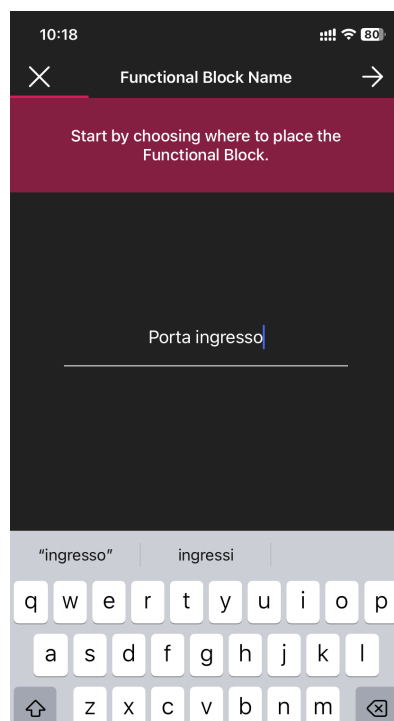 10:18
80
Functional Block Name
Start by choosing where to place the
Functional Block.
Porta ingresso
“ingresso” ingressi
q w e r t y u i o p
a s d f g h j k l
z x c v b n m